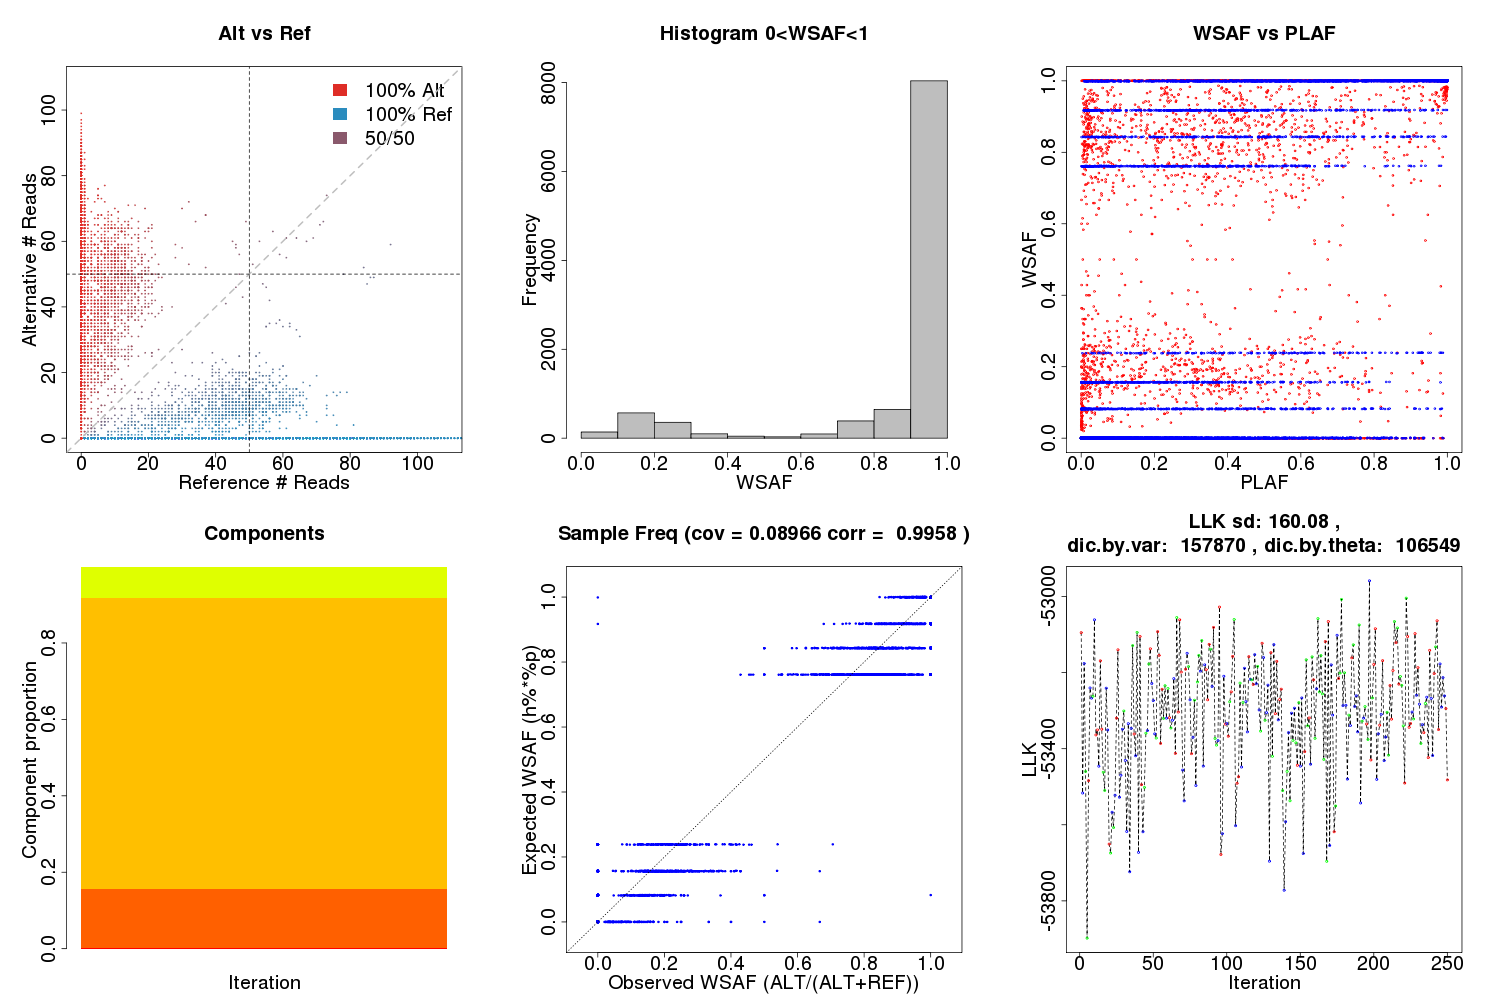 Alt vs Ref
100% Alt
100% Ref
50/50
Alternative # Reads
0 20 40 60 80 100
0 20 40 60 80 100
Reference # Reads
Histogram 0<WSAF<1
Frequency
0 2000 4000 6000 8000
0.0 0.2 0.4 0.6 0.8 1.0
WSAF
WSAF vs PLAF
WSAF
0.0 0.2 0.4 0.6 0.8 1.0
0.0 0.2 0.4 0.6 0.8 1.0
PLAF
Components
Component proportion
0.0 0.2 0.4 0.6 0.8
Iteration
Sample Freq (cov = 0.08966 corr = 0.9958 )
Expected WSAF (h%*%p)
0.0 0.2 0.4 0.6 0.8 1.0
0.0 0.2 0.4 0.6 0.8 1.0
Observed WSAF (ALT/(ALT+REF))
LLK sd: 160.08 ,
dic.by.var: 157870 , dic.by.theta: 106549
LLK
-53800 -53400 -53000
0 50 100 150 200 250
Iteration